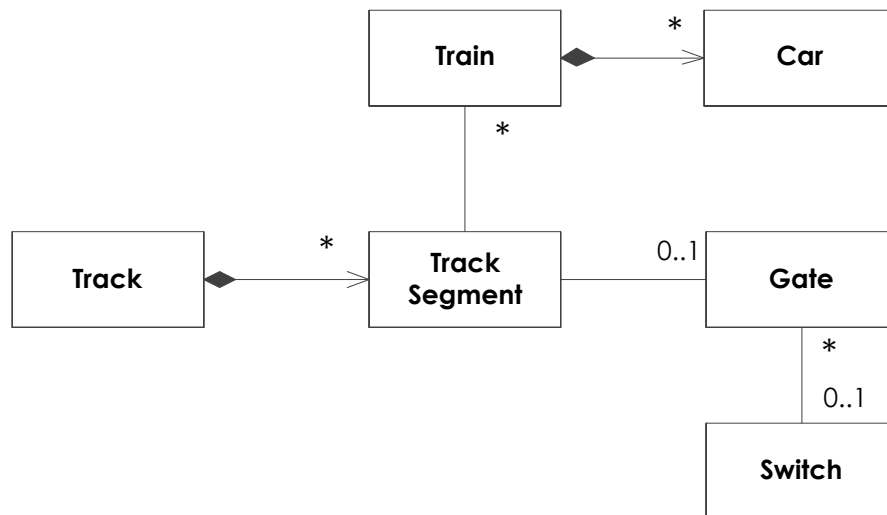 Train
*
Car
*
Track
*
Track
Segment
0..1
Gate
*
0..1
Switch